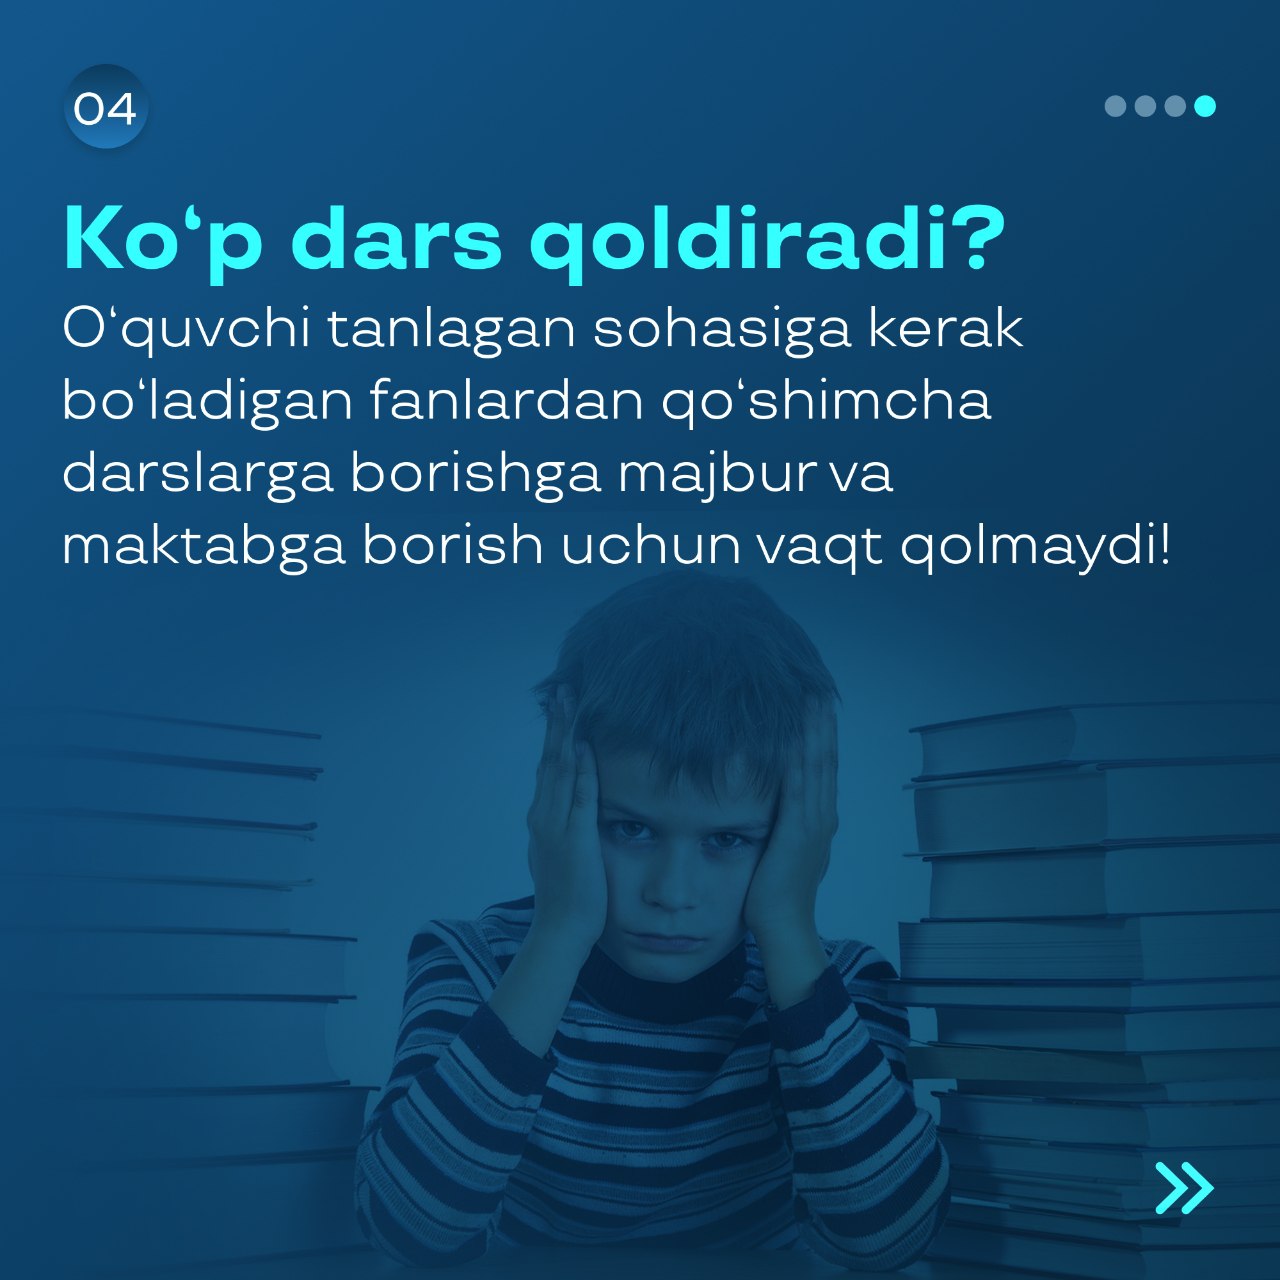 04
Ko‘p dars qoldiradi?
O‘quvchi tanlagan sohasiga kerak
bo‘ladigan fanlardan qo‘shimcha
darslarga borishga majbur va
maktabga borish uchun vaqt qolmaydi!